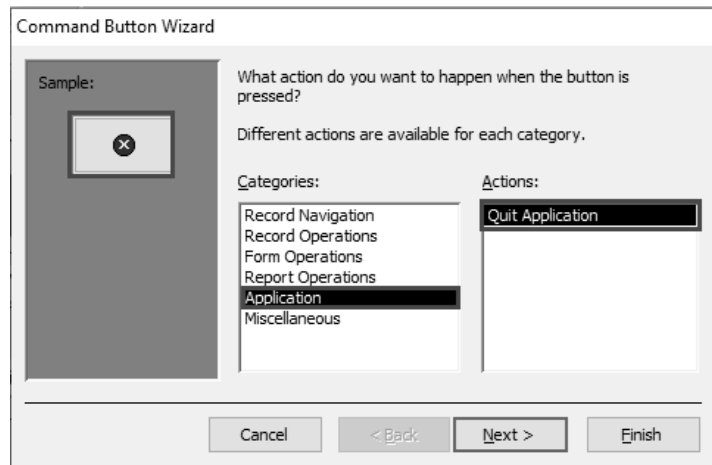 Command Button Wizard
Sample:
What action do you want to happen when the button is
pressed?
Different actions are available for each category.
Categories:
Actions:
Record Navigation
Record Operations
Form Operations
Report Operations
Application
Miscellaneous
Quit Application
Cancel
< Back
Next >
Finish